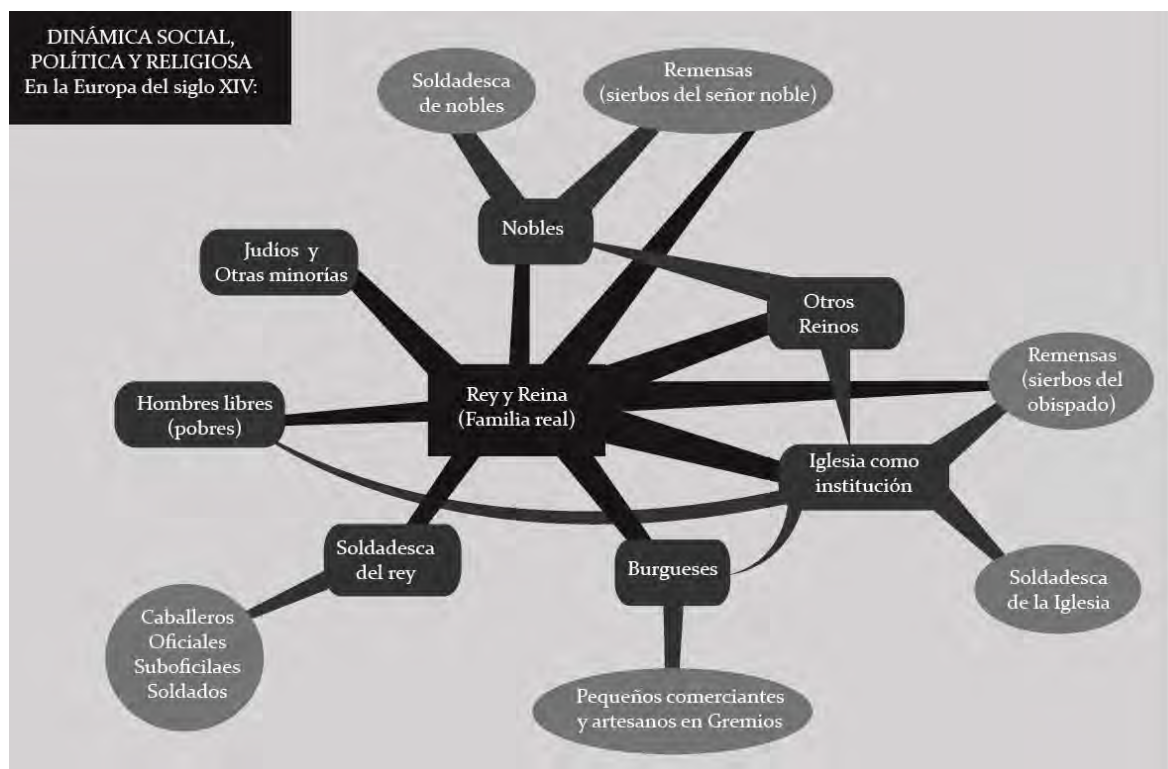 DINÁMICA SOCIAL,
POLÍTICA Y RELIGIOSA
En la Europa del siglo XIV:
Soldadesca
de nobles
Remensas
(sierbos del señor noble)
Nobles
Judíos y
Otras minorías
Otros
Reinos
Rey y Reina
(Familia real)
Remensas
(sierbos del
obispado)
Hombres libres
(pobres)
Iglesia como
institución
Soldadesca
del rey
Burgueses
Soldadesca
de la Iglesia
Caballeros
Oficiales
Suboficilaes
Soldados
Pequeños comerciantes
y artesanos en Gremios